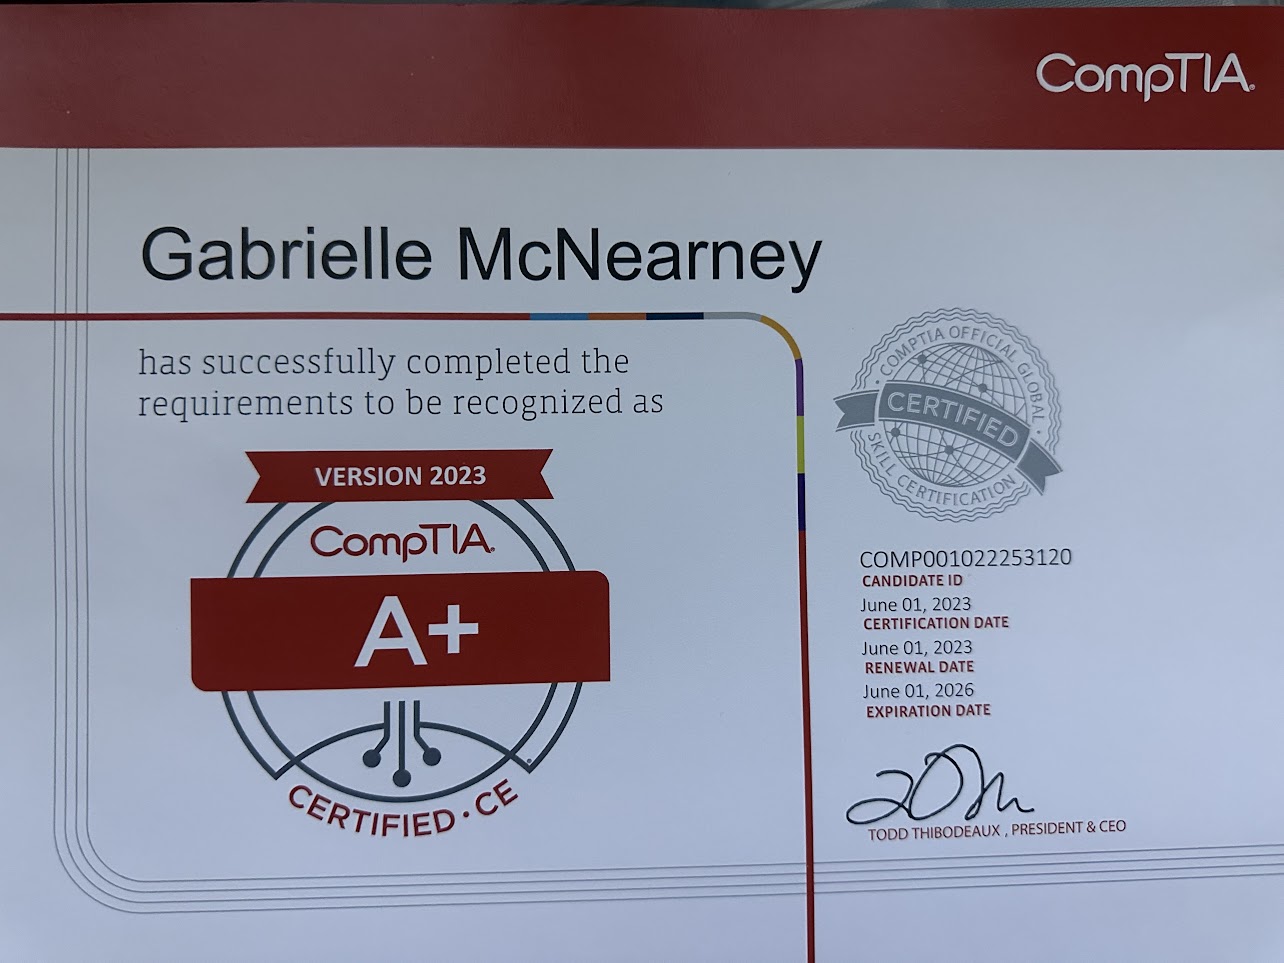 CompTIA.
Gabrielle McNearney
has successfully completed the
requirements to be recognized as
VERSION 2023
CompTIA.
A+
CERTIFIED • CE
• COMPTIA OFFICIAL GLOBAL •
CERTIFIED
SKILL CERTIFICATION
COMP001022253120
CANDIDATE ID
June 01, 2023
CERTIFICATION DATE
June 01, 2023
RENEWAL DATE
June 01, 2026
EXPIRATION DATE
TODD THIBODEAUX , PRESIDENT & CEO